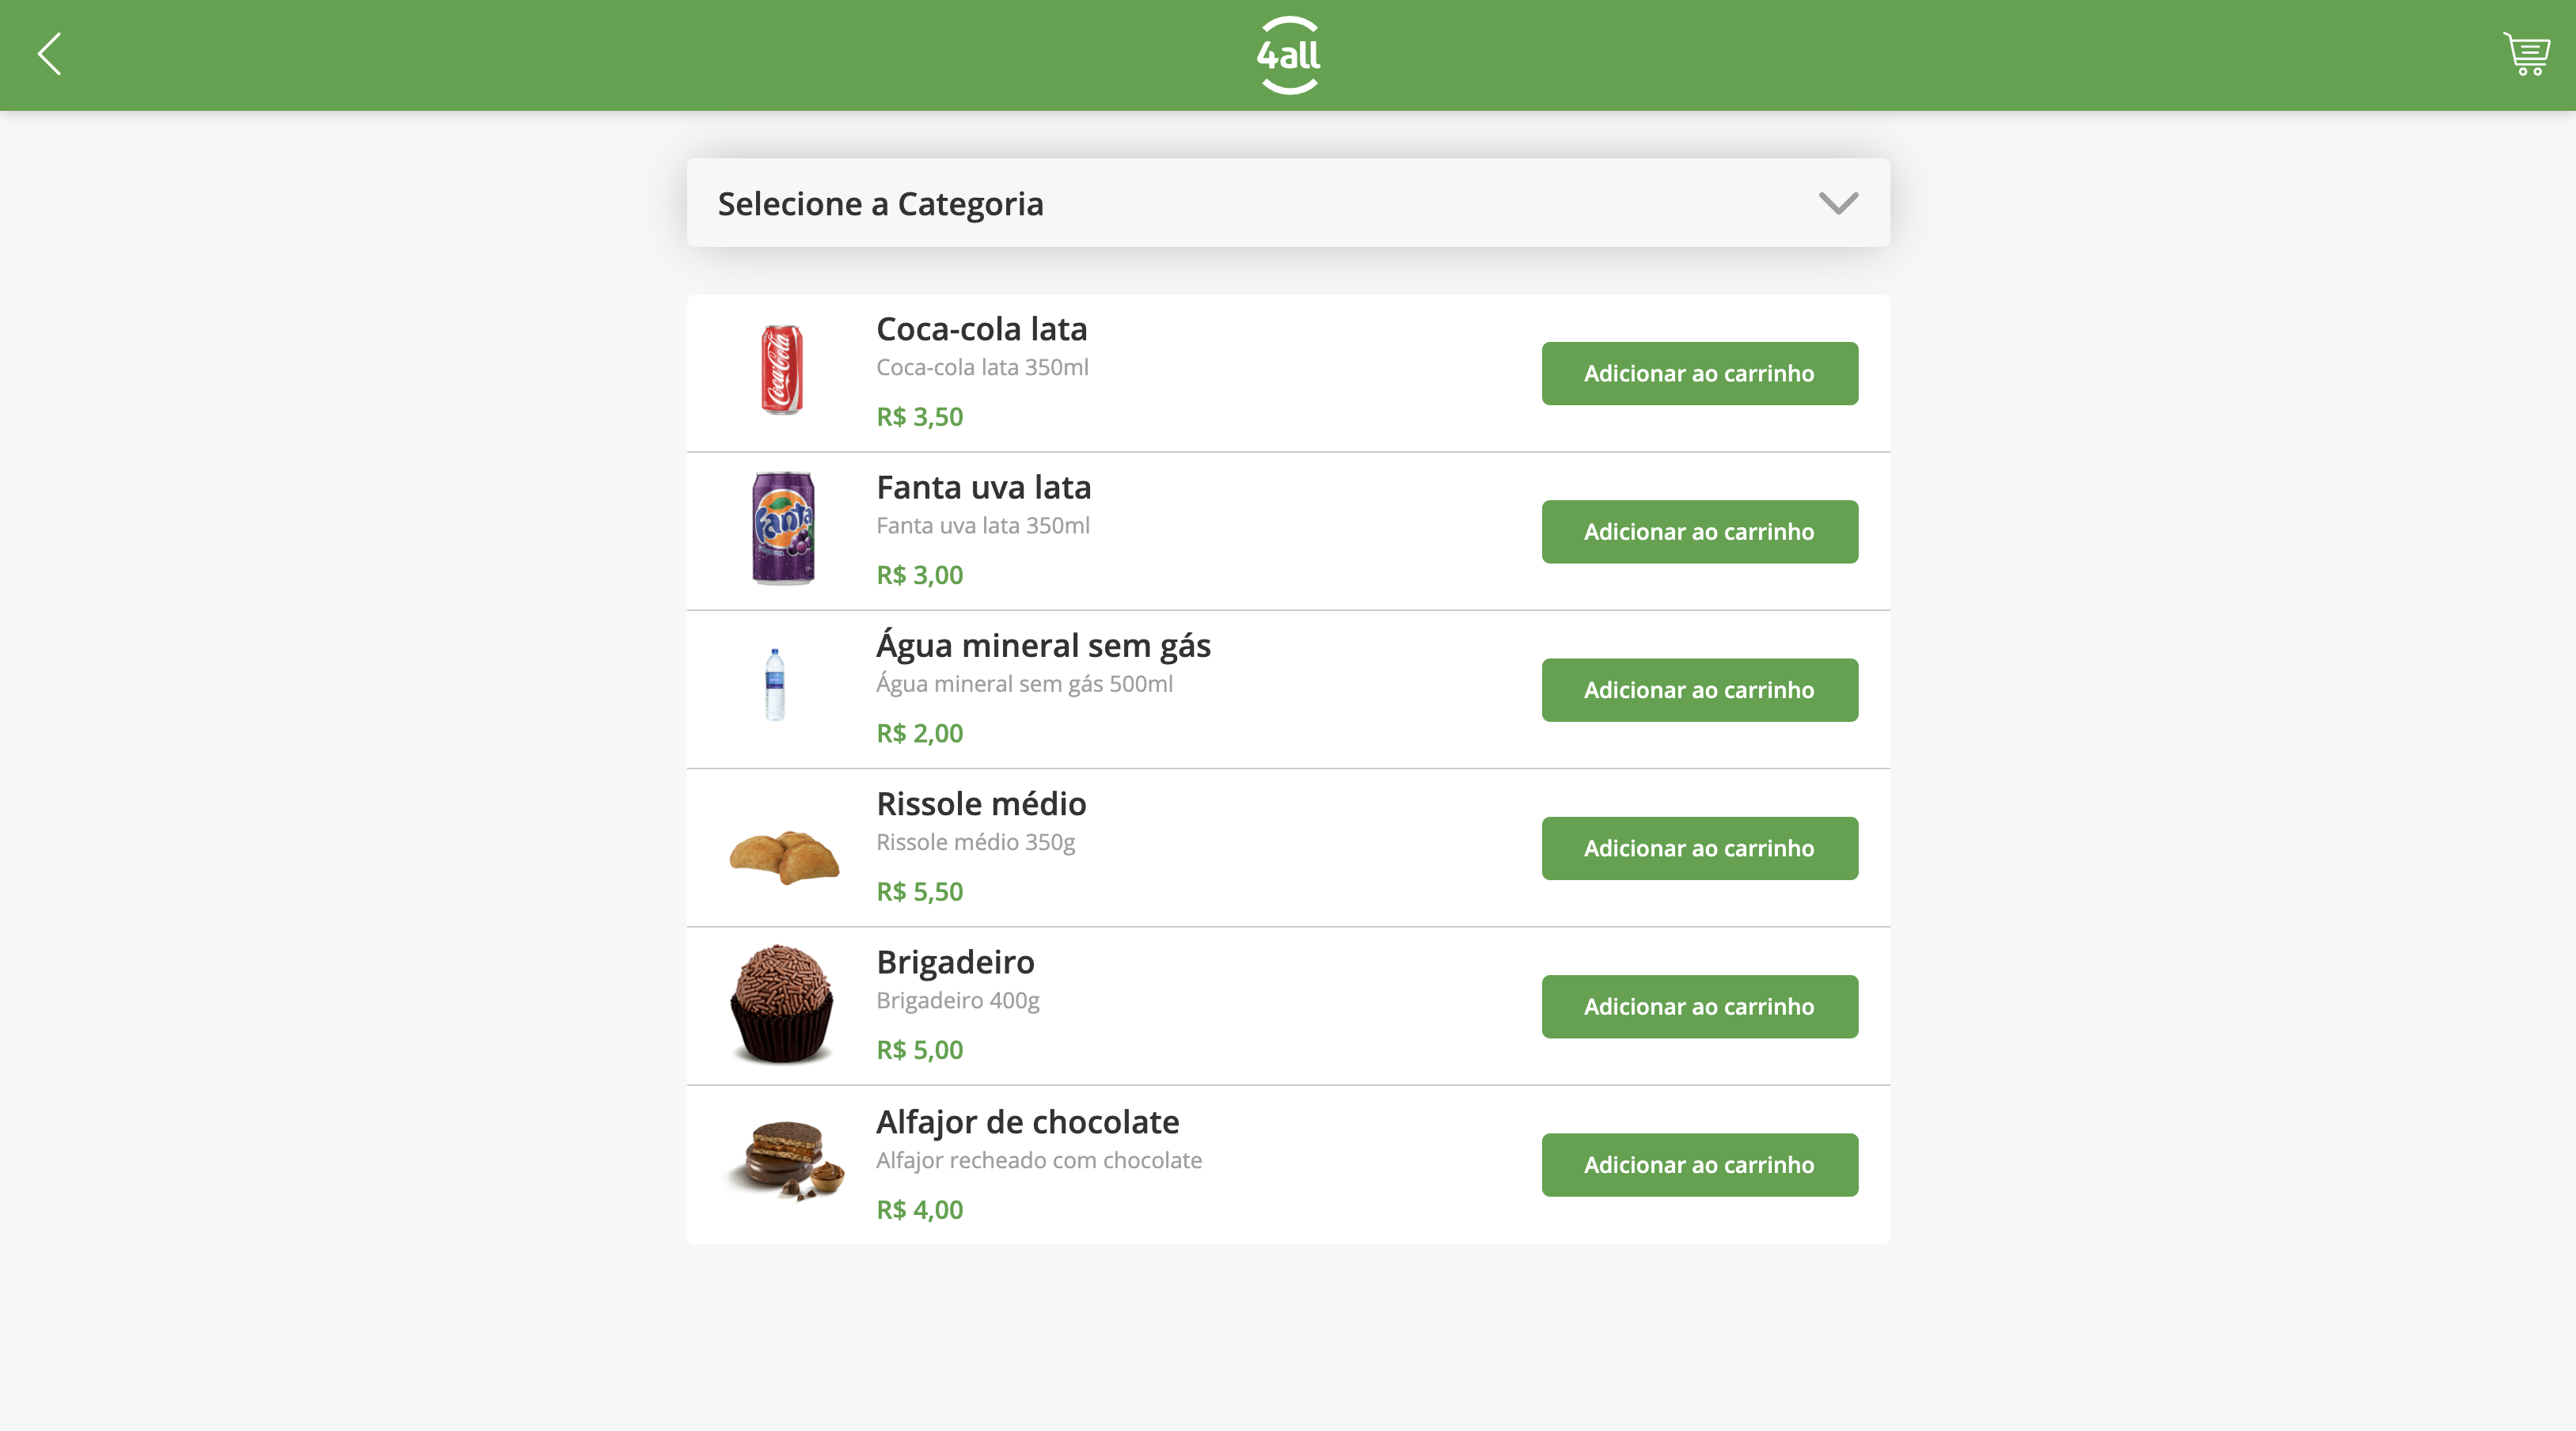 4all
Selecione a Categoria
Coca-cola lata
Coca-cola lata 350ml
R$ 3,50
Adicionar ao carrinho
Coca-Cola
Fanta uva lata
Fanta uva lata 350ml
R$ 3,00
Adicionar ao carrinho
Fanta
Água mineral sem gás
Água mineral sem gás 500ml
R$ 2,00
Adicionar ao carrinho
Rissole médio
Rissole médio 350g
R$ 5,50
Adicionar ao carrinho
Brigadeiro
Brigadeiro 400g
R$ 5,00
Adicionar ao carrinho
Alfajor de chocolate
Alfajor recheado com chocolate
R$ 4,00
Adicionar ao carrinho